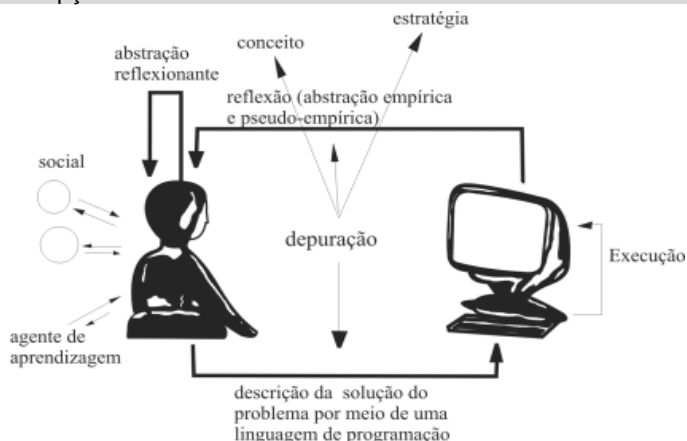 estratégia
conceito
abstração
reflexionante
reflexão (abstração empírica
e pseudo-empírica)
social
depuração
Execução
agente de
aprendizagem
descrição da solução do
problema por meio de uma
linguagem de programação